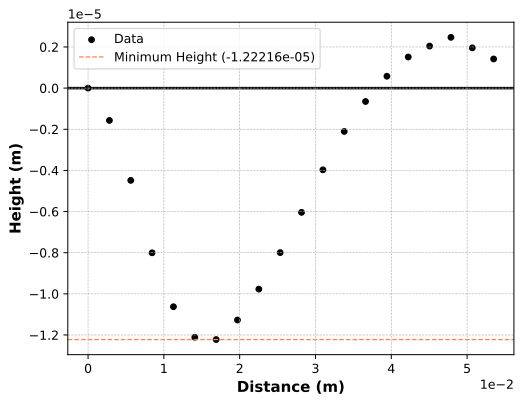 1e−5
Data
Minimum Height (-1.22216e-05)
0.2
0.0
−0.2
−0.4
−0.6
−0.8
−1.0
−1.2
Height (m)
0 1 2 3 4 5
1e−2
Distance (m)